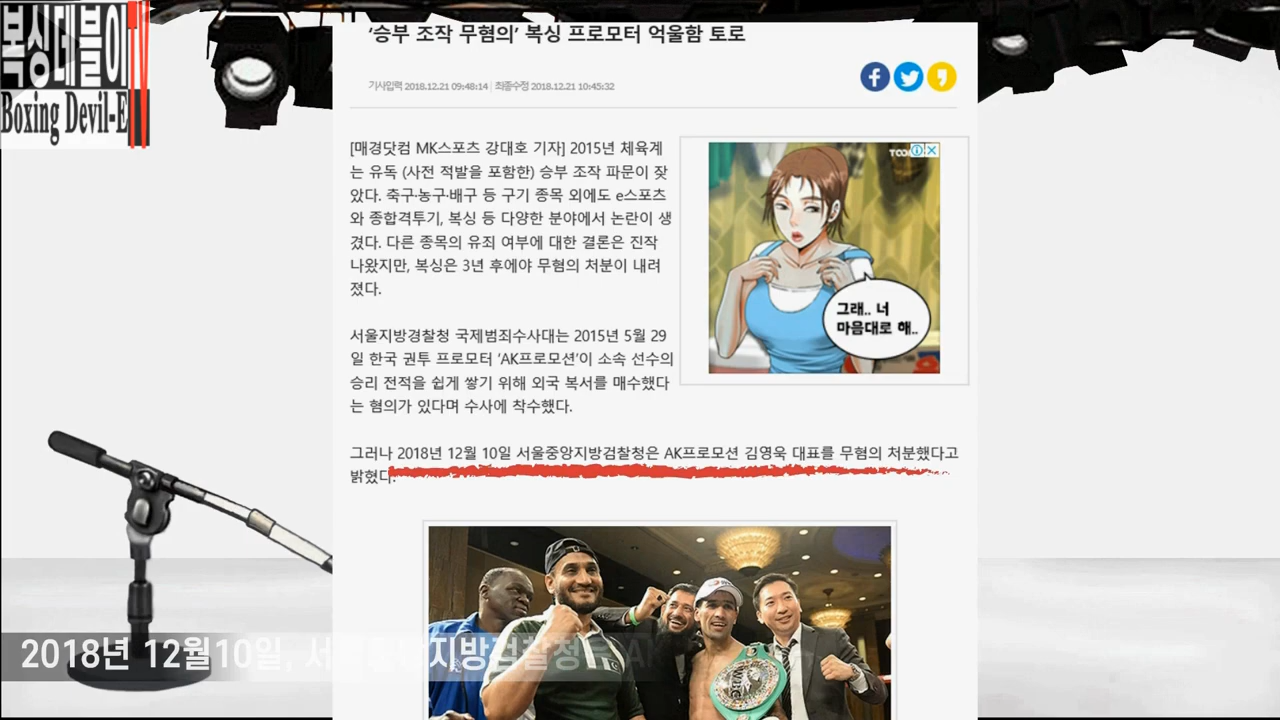 복싱데블이TV
Boxing Devil-E
'승부 조작 무혐의' 복싱 프로모터 억울함 토로
기사입력 2018.12.21 09:48:14 | 최종수정 2018.12.21 10:45:32
[매경닷컴 MK스포츠 강대호 기자] 2015년 체육계
는 유독 (사전 적발을 포함한) 승부 조작 파문이 잦
았다. 축구·농구·배구 등 구기 종목 외에도 e스포츠
와 종합격투기, 복싱 등 다양한 분야에서 논란이 생
겼다. 다른 종목의 유죄 여부에 대한 결론은 진작
나왔지만, 복싱은 3년 후에야 무혐의 처분이 내려
졌다.
그래.. 너
마음대로 해..
서울지방경찰청 국제범죄수사대는 2015년 5월 29
일 한국 권투 프로모터 'AK프로모션'이 소속 선수의
승리 전적을 쉽게 쌓기 위해 외국 복서를 매수했다
는 혐의가 있다며 수사에 착수했다.
그러나 2018년 12월 10일 서울중앙지방검찰청은 AK프로모션 김영욱 대표를 무혐의 처분했다고
밝혔다.
2018년 12월10일, 서울중앙지방검찰청은 AK